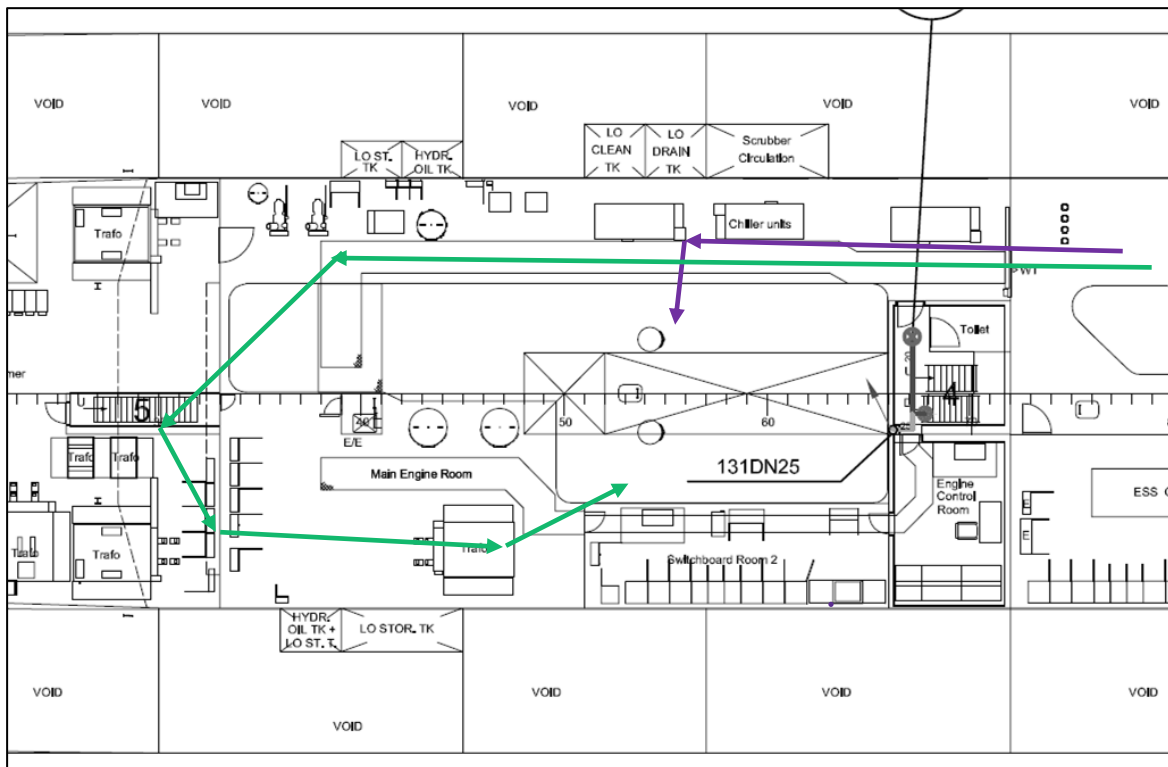 VOID
VOID
VOID
VOID
VOID
LO ST.
TK
HYDR.
OIL TK
LO
CLEAN
TK
LO
DRAIN
TK
Scrubber
Circulation
Trafo
Chiller units
Toilet
mer
5
4
40
50
60
E/E
Trafo
Trafo
Main Engine Room
131DN25
Engine
Control
Room
ESS C
E
E
Trafo
Trafo
Trafo
Switchboard Room 2
HYDR.
OIL TK +
LO ST. T.
LO STOR. TK
VOID
VOID
VOID
VOID
VOID